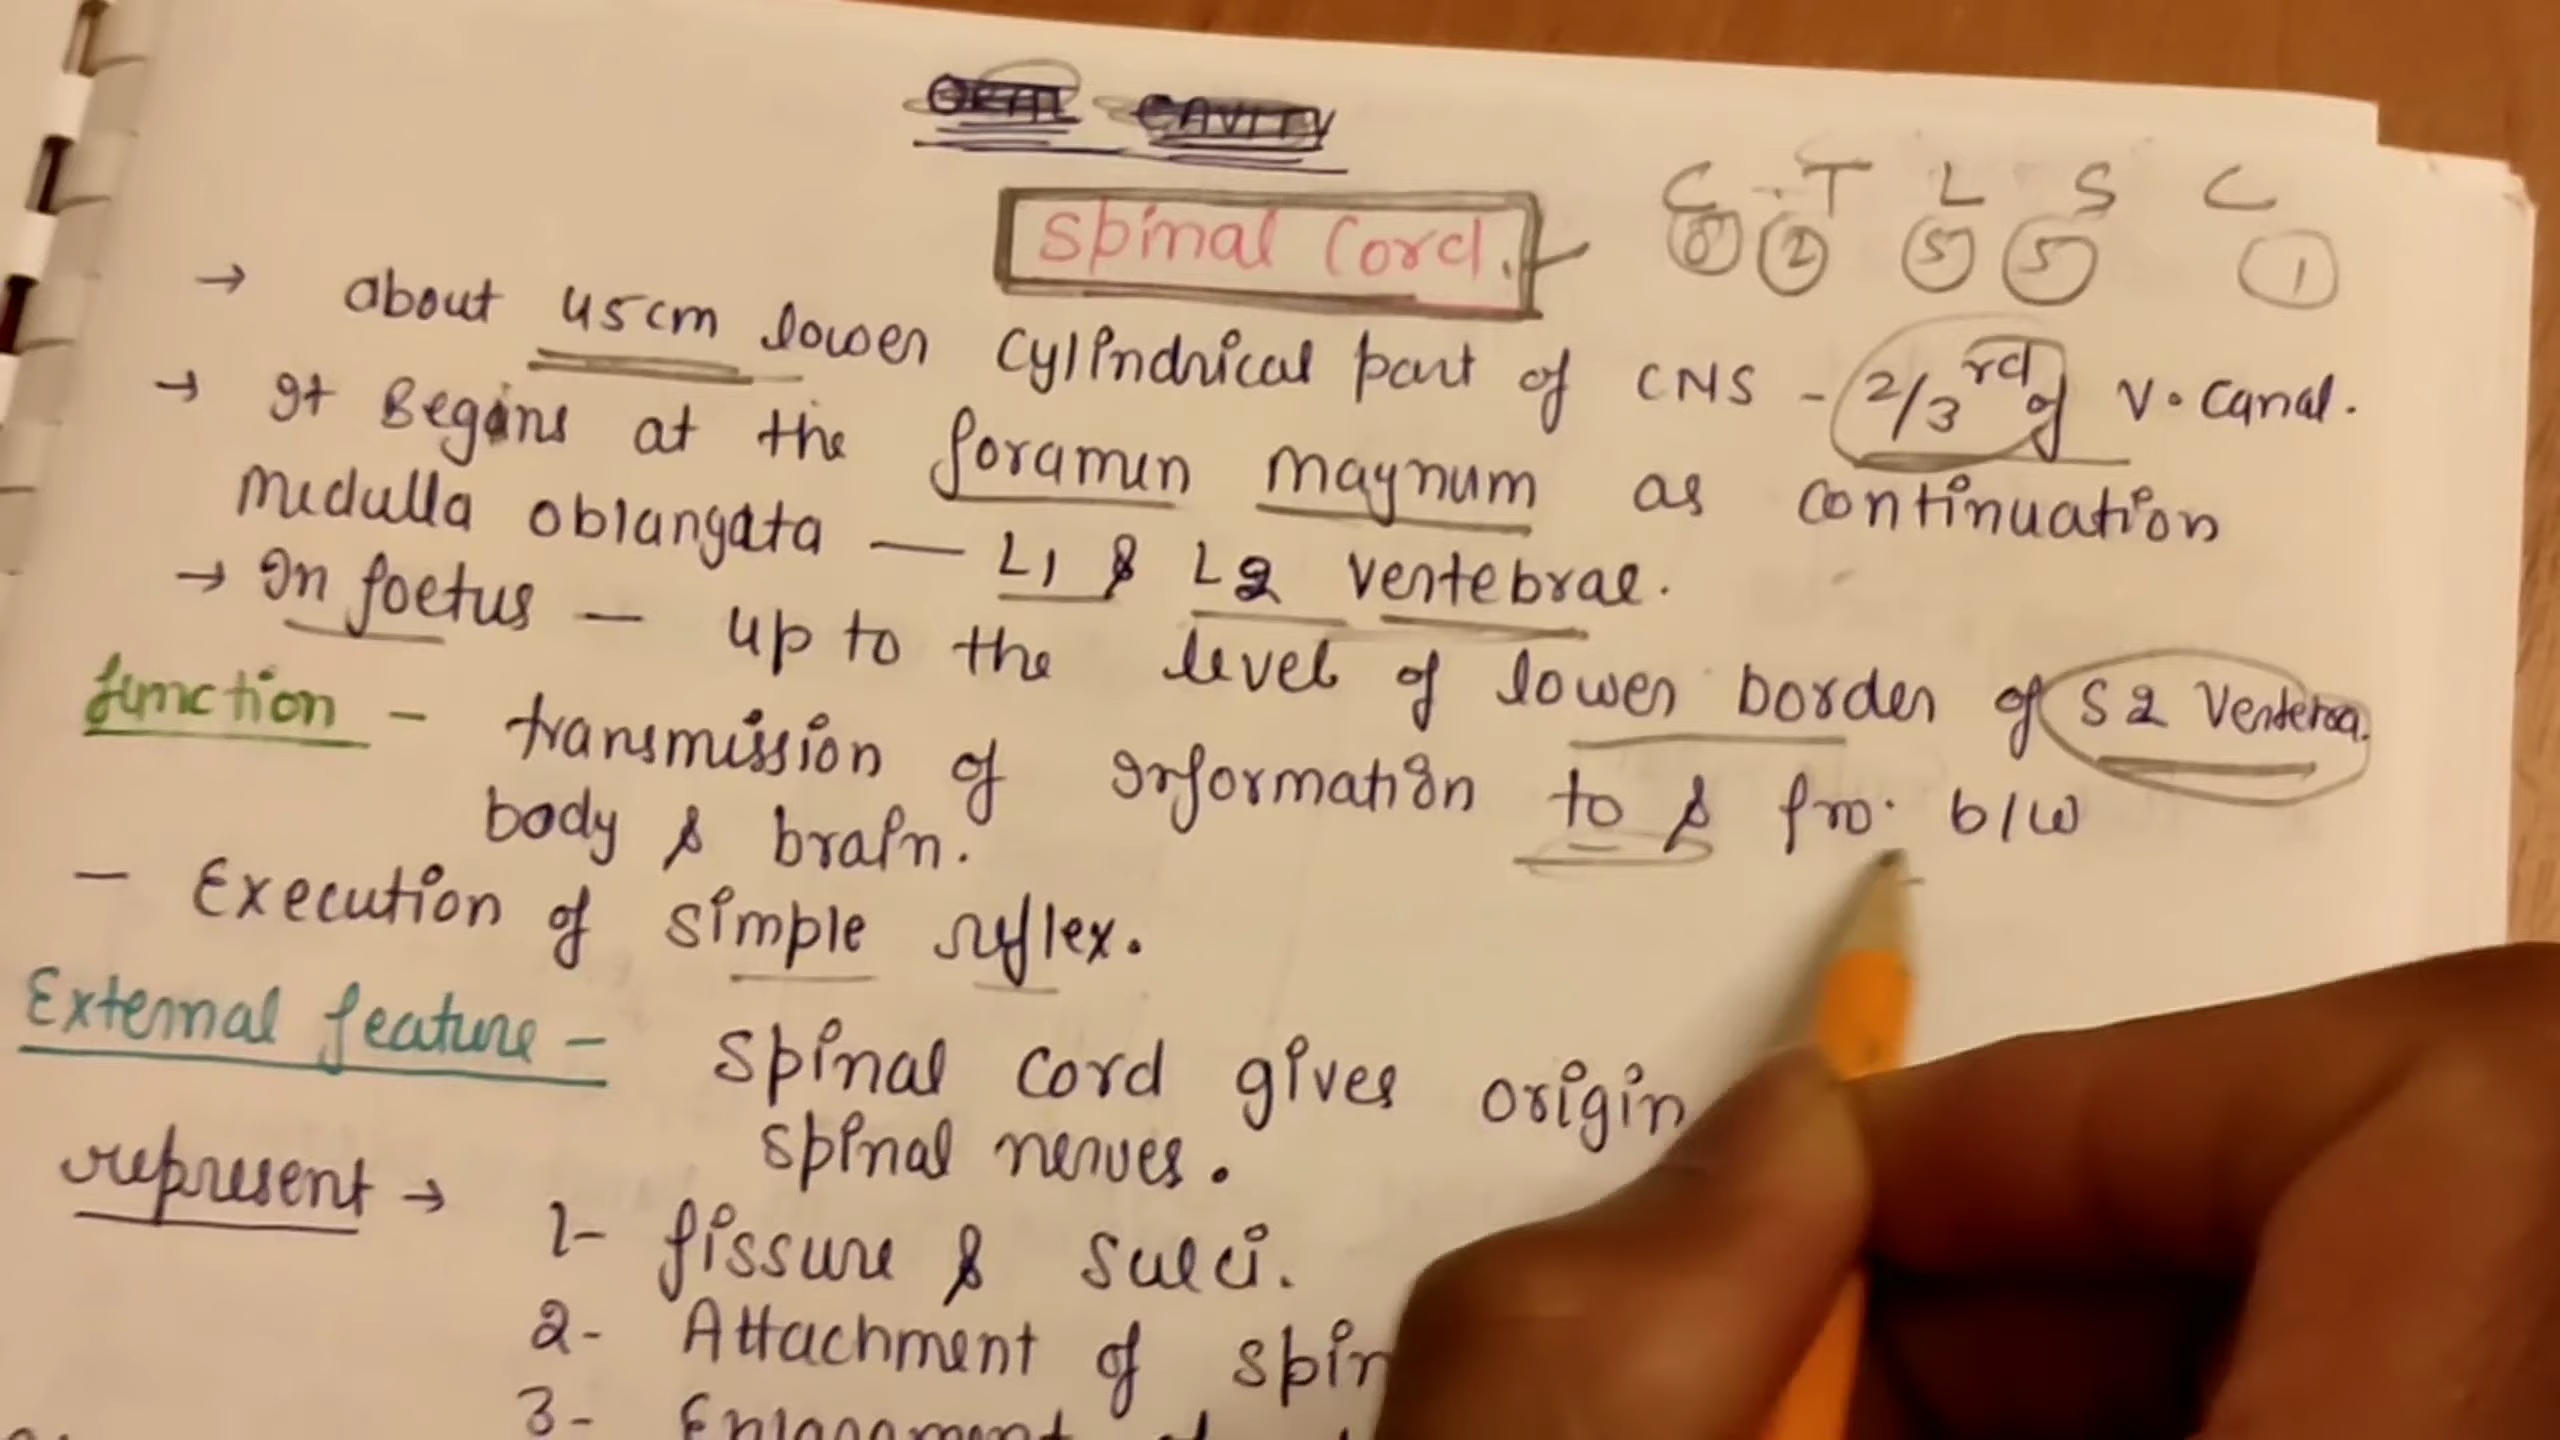 ORAL CAVITY
C T L S C
Spinal Cord.
8 12 5 5 1
→ about 45cm lower cylindrical part of CNS - 2/3rd of V. Canal.
→ It Begins at the foramen magnum as continuation
medulla oblangata — L1 & L2 vertebrae.
→ In foetus — up to the level of lower border of S2
function - transmission of information to & fro. b/w
body & brain.
- Execution of simple reflex.
External feature - Spinal cord gives origin
spinal nerves.
represent → 1- fissure & sulci.
2- Attachment of
3-